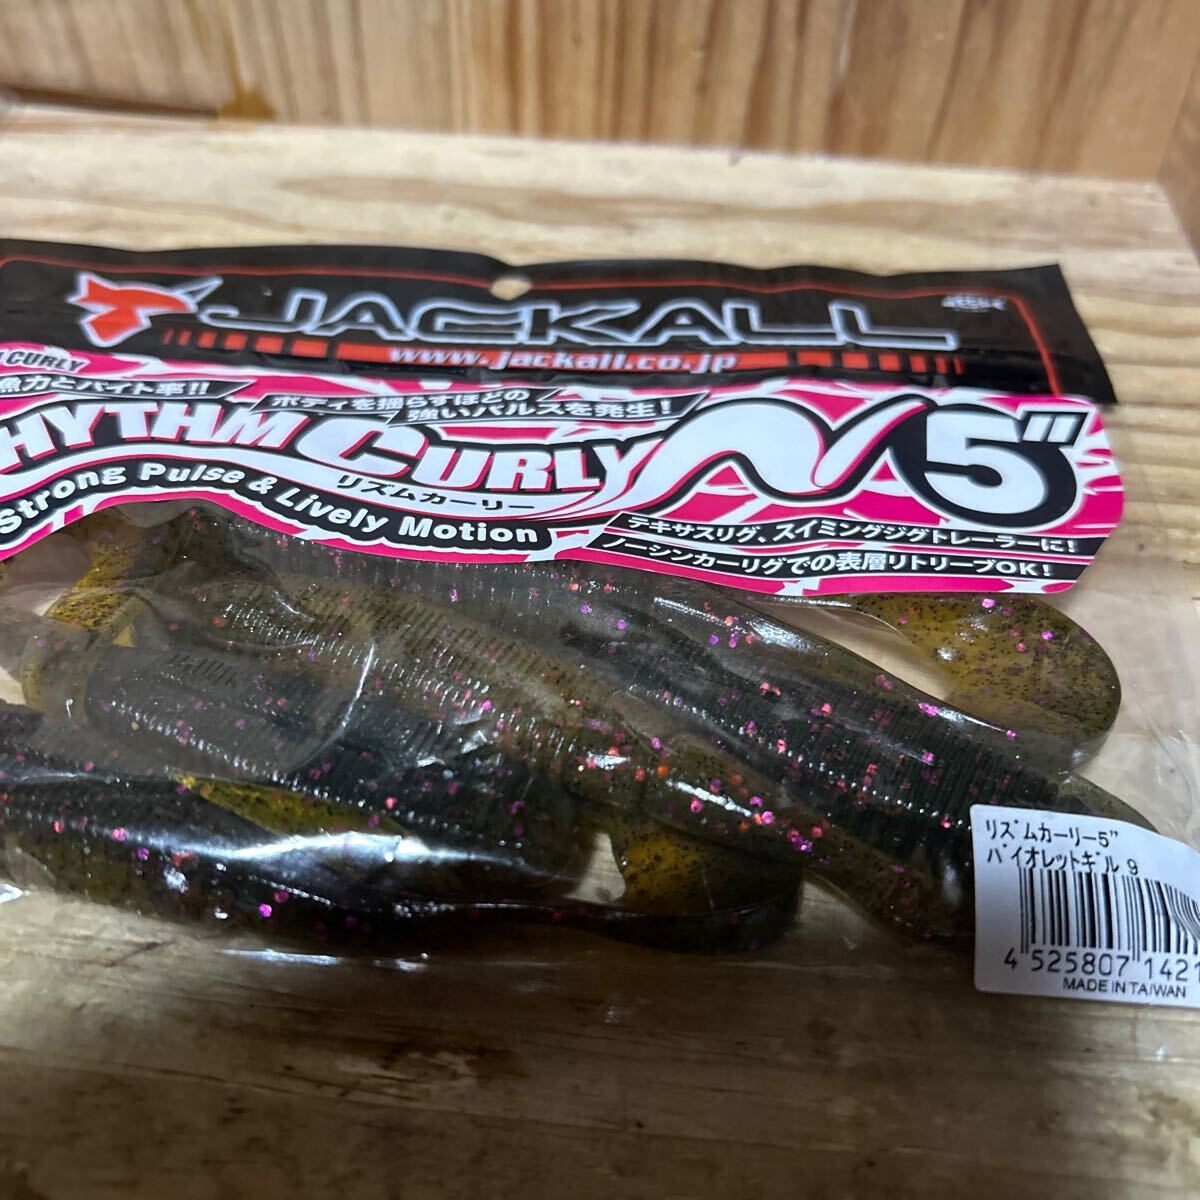 JACKALL
www.jackall.co.jp
CURLY
魚力とバイト率!!
ボディを揺らすほどの
強いパルスを発生!
RHYTHM CURLY 5"
リズムカーリー
Strong Pulse & Lively Motion
テキサスリグ、スイミングジグトレーラーに!
ノーシンカーリグでの表層リトリーブOK!
ﾘｽﾞﾑｶｰﾘｰ5"
ﾊﾞｲｵﾚｯﾄｷﾞﾙ 9
4 525807 1421
MADE IN TAIWAN